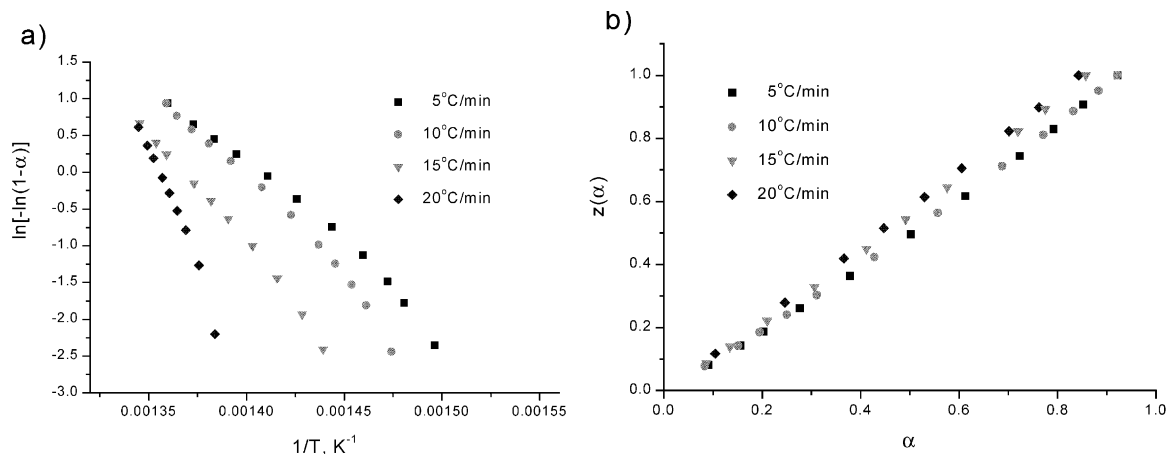 a)
ln[-ln(1-α)]
1.5
1.0
0.5
0.0
-0.5
-1.0
-1.5
-2.0
-2.5
-3.0
5°C/min
10°C/min
15°C/min
20°C/min
0.00135
0.00140
0.00145
0.00150
0.00155
1/T, K⁻¹
b)
z(α)
1.0
0.8
0.6
0.4
0.2
0.0
5°C/min
10°C/min
15°C/min
20°C/min
0.0
0.2
0.4
0.6
0.8
1.0
α